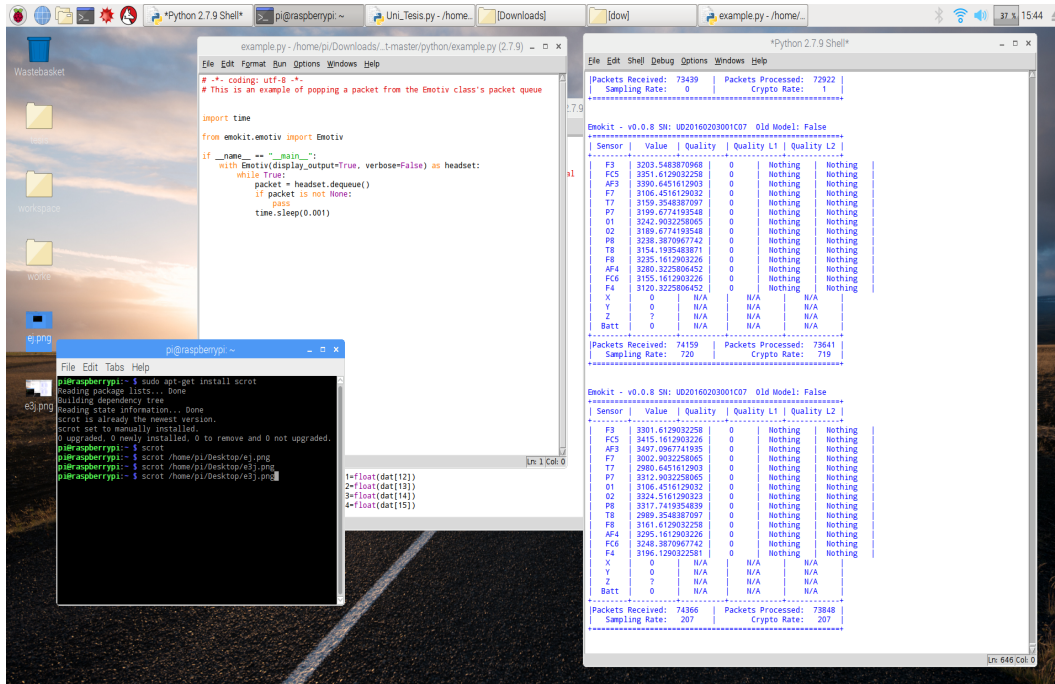 *Python 2.7.9 Shell*
pi@raspberrypi: ~
Uni_Tesis.py - /home..
[Downloads]
[dow]
example.py - /home/...
37 %
15:44
Wastebasket
workspace
worke
ej.png
e3j.png
example.py - /home/pi/Downloads/...t-master/python/example.py (2.7.9)
File Edit Format Run Options Windows Help
# -*- coding: utf-8 -*-
# This is an example of popping a packet from the Emotiv class's packet queue
import time
from emokit.emotiv import Emotiv
if __name__ == "__main__":
with Emotiv(display_output=True, verbose=False) as headset:
while True:
packet = headset.dequeue()
if packet is not None:
pass
time.sleep(0.001)
Ln: 1 Col: 0
2.7.9
al
1=float(dat[12])
2=float(dat[13])
3=float(dat[14])
4=float(dat[15])
pi@raspberrypi: ~
File Edit Tabs Help
pi@raspberrypi:~ $ sudo apt-get install scrot
Reading package lists... Done
Building dependency tree
Reading state information... Done
scrot is already the newest version.
scrot set to manually installed.
0 upgraded, 0 newly installed, 0 to remove and 0 not upgraded.
pi@raspberrypi:~ $ scrot
pi@raspberrypi:~ $ scrot /home/pi/Desktop/ej.png
pi@raspberrypi:~ $ scrot /home/pi/Desktop/e3j.png
pi@raspberrypi:~ $ scrot /home/pi/Desktop/e3j.png
*Python 2.7.9 Shell*
File Edit Shell Debug Options Windows Help
|Packets Received: 73439 | Packets Processed: 72922 |
| Sampling Rate: 0 | Crypto Rate: 1 |
Emokit - v0.0.8 SN: UD20160203001C07 Old Model: False
| Sensor | Value | Quality | Quality L1 | Quality L2 |
| F3 | 3203.5483870968 | 0 | Nothing | Nothing |
| FC5 | 3351.6129032258 | 0 | Nothing | Nothing |
| AF3 | 3390.6451612903 | 0 | Nothing | Nothing |
| F7 | 3106.4516129032 | 0 | Nothing | Nothing |
| T7 | 3159.3548387097 | 0 | Nothing | Nothing |
| P7 | 3199.6774193548 | 0 | Nothing | Nothing |
| O1 | 3242.9032258065 | 0 | Nothing | Nothing |
| O2 | 3189.6774193548 | 0 | Nothing | Nothing |
| P8 | 3238.3870967742 | 0 | Nothing | Nothing |
| T8 | 3154.1935483871 | 0 | Nothing | Nothing |
| F8 | 3235.1612903226 | 0 | Nothing | Nothing |
| AF4 | 3280.3225806452 | 0 | Nothing | Nothing |
| FC6 | 3155.1612903226 | 0 | Nothing | Nothing |
| F4 | 3120.3225806452 | 0 | Nothing | Nothing |
| X | 0 | N/A | N/A | N/A |
| Y | 0 | N/A | N/A | N/A |
| Z | ? | N/A | N/A | N/A |
| Batt | 0 | N/A | N/A | N/A |
|Packets Received: 74159 | Packets Processed: 73641 |
| Sampling Rate: 720 | Crypto Rate: 719 |
Emokit - v0.0.8 SN: UD20160203001C07 Old Model: False
| Sensor | Value | Quality | Quality L1 | Quality L2 |
| F3 | 3301.6129032258 | 0 | Nothing | Nothing |
| FC5 | 3415.1612903226 | 0 | Nothing | Nothing |
| AF3 | 3497.0967741935 | 0 | Nothing | Nothing |
| F7 | 3002.9032258065 | 0 | Nothing | Nothing |
| T7 | 2980.6451612903 | 0 | Nothing | Nothing |
| P7 | 3312.9032258065 | 0 | Nothing | Nothing |
| O1 | 3106.4516129032 | 0 | Nothing | Nothing |
| O2 | 3324.5161290323 | 0 | Nothing | Nothing |
| P8 | 3317.7419354839 | 0 | Nothing | Nothing |
| T8 | 2989.3548387097 | 0 | Nothing | Nothing |
| F8 | 3161.6129032258 | 0 | Nothing | Nothing |
| AF4 | 3295.1612903226 | 0 | Nothing | Nothing |
| FC6 | 3248.3870967742 | 0 | Nothing | Nothing |
| F4 | 3196.1290322581 | 0 | Nothing | Nothing |
| X | 0 | N/A | N/A | N/A |
| Y | 0 | N/A | N/A | N/A |
| Z | ? | N/A | N/A | N/A |
| Batt | 0 | N/A | N/A | N/A |
|Packets Received: 74366 | Packets Processed: 73848 |
| Sampling Rate: 207 | Crypto Rate: 207 |
Ln: 646 Col: 0